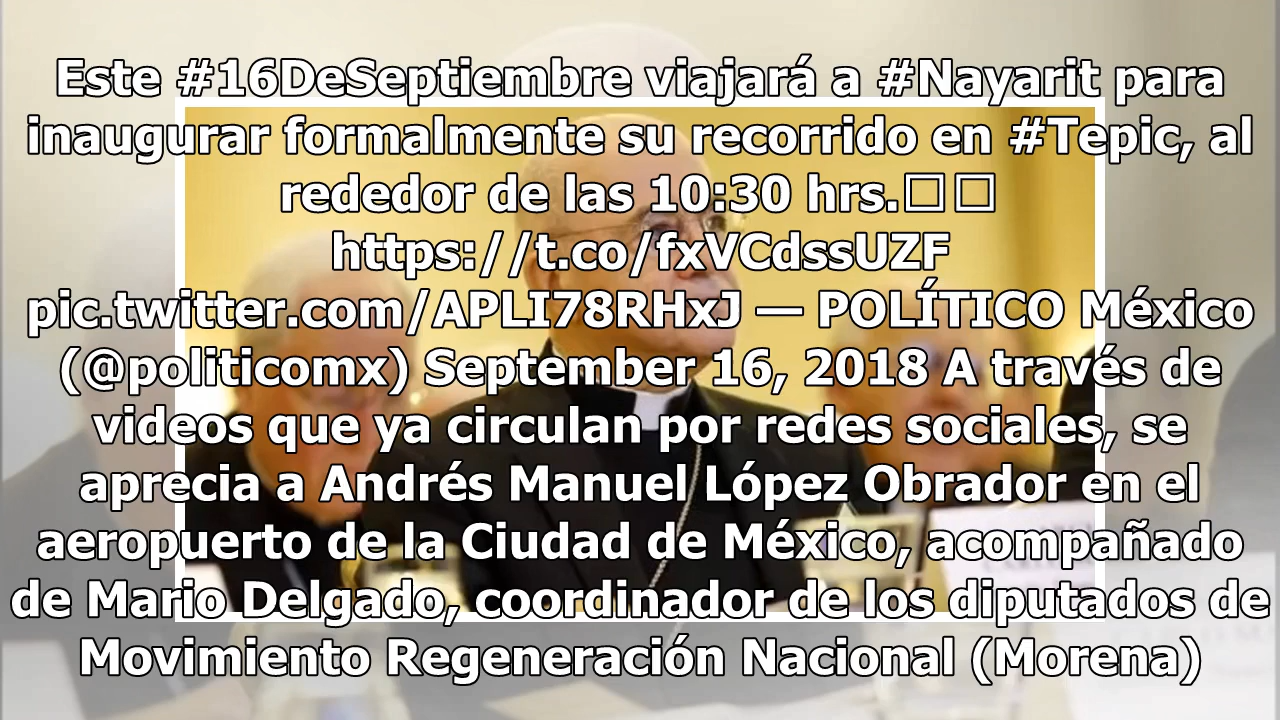 Este #16DeSeptiembre viajará a #Nayarit para
inaugurar formalmente su recorrido en #Tepic, al
rededor de las 10:30 hrs.□□
https://t.co/fxVCdssUZF
pic.twitter.com/APLI78RHxJ — POLÍTICO México
(@politicomx) September 16, 2018 A través de
videos que ya circulan por redes sociales, se
aprecia a Andrés Manuel López Obrador en el
aeropuerto de la Ciudad de México, acompañado
de Mario Delgado, coordinador de los diputados de
Movimiento Regeneración Nacional (Morena)